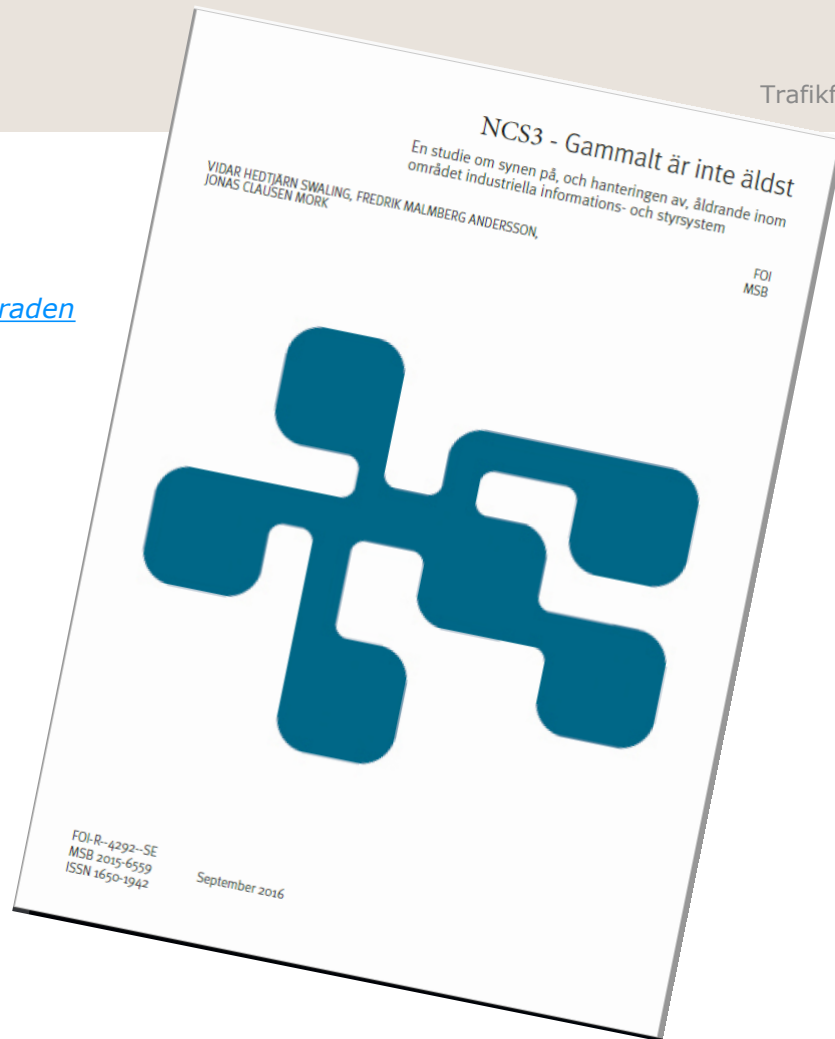 Trafikf
raden
NCS3 - Gammalt är inte äldst
En studie om synen på, och hanteringen av, åldrande inom
området industriella informations- och styrsystem
VIDAR HEDTJÄRN SWALING, FREDRIK MALMBERG ANDERSSON,
JONAS CLAUSEN MORK
FOI
MSB
FOI-R--4292--SE
MSB 2015-6559
ISSN 1650-1942
September 2016